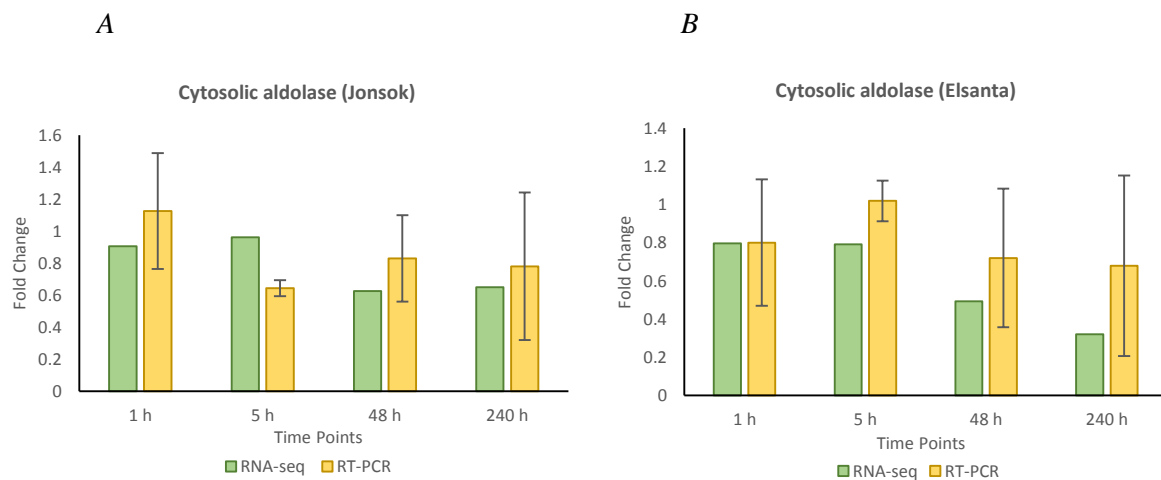 A
Cytosolic aldolase (Jonsok)
Fold Change
1.6
1.4
1.2
1
0.8
0.6
0.4
0.2
0
1 h 5 h 48 h 240 h
Time Points
RNA-seq RT-PCR
B
Cytosolic aldolase (Elsanta)
Fold Change
1.4
1.2
1
0.8
0.6
0.4
0.2
0
1 h 5 h 48 h 240 h
Time Points
RNA-seq RT-PCR